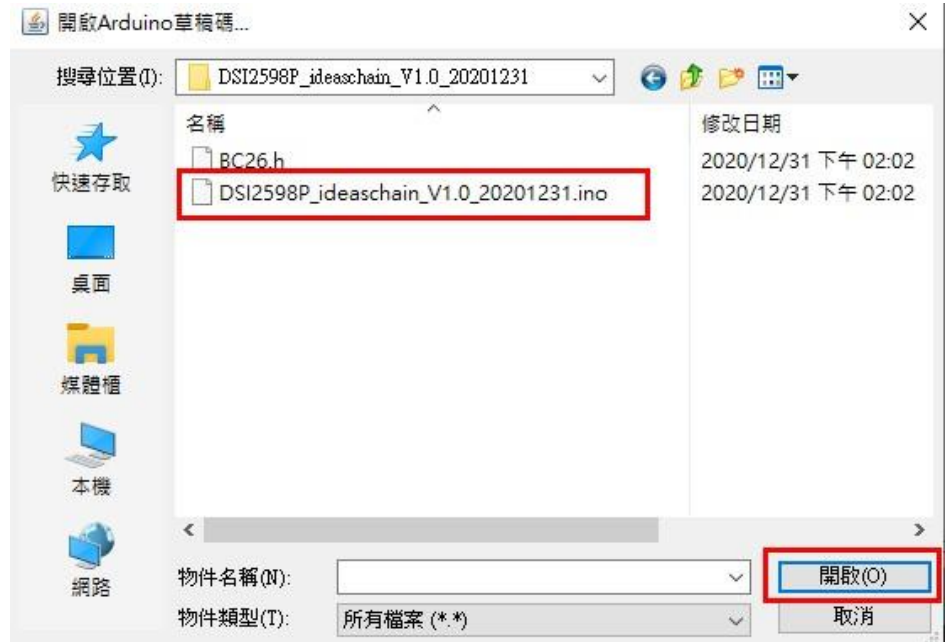 開啟Arduino草稿碼...
搜尋位置(I): DSI2598P_ideaschain_V1.0_20201231
名稱 修改日期
BC26.h 2020/12/31 下午 02:02
DSI2598P_ideaschain_V1.0_20201231.ino 2020/12/31 下午 02:02
快速存取
桌面
媒體櫃
本機
網路
物件名稱(N): 開啟(O)
物件類型(T): 所有檔案 (*.*) 取消